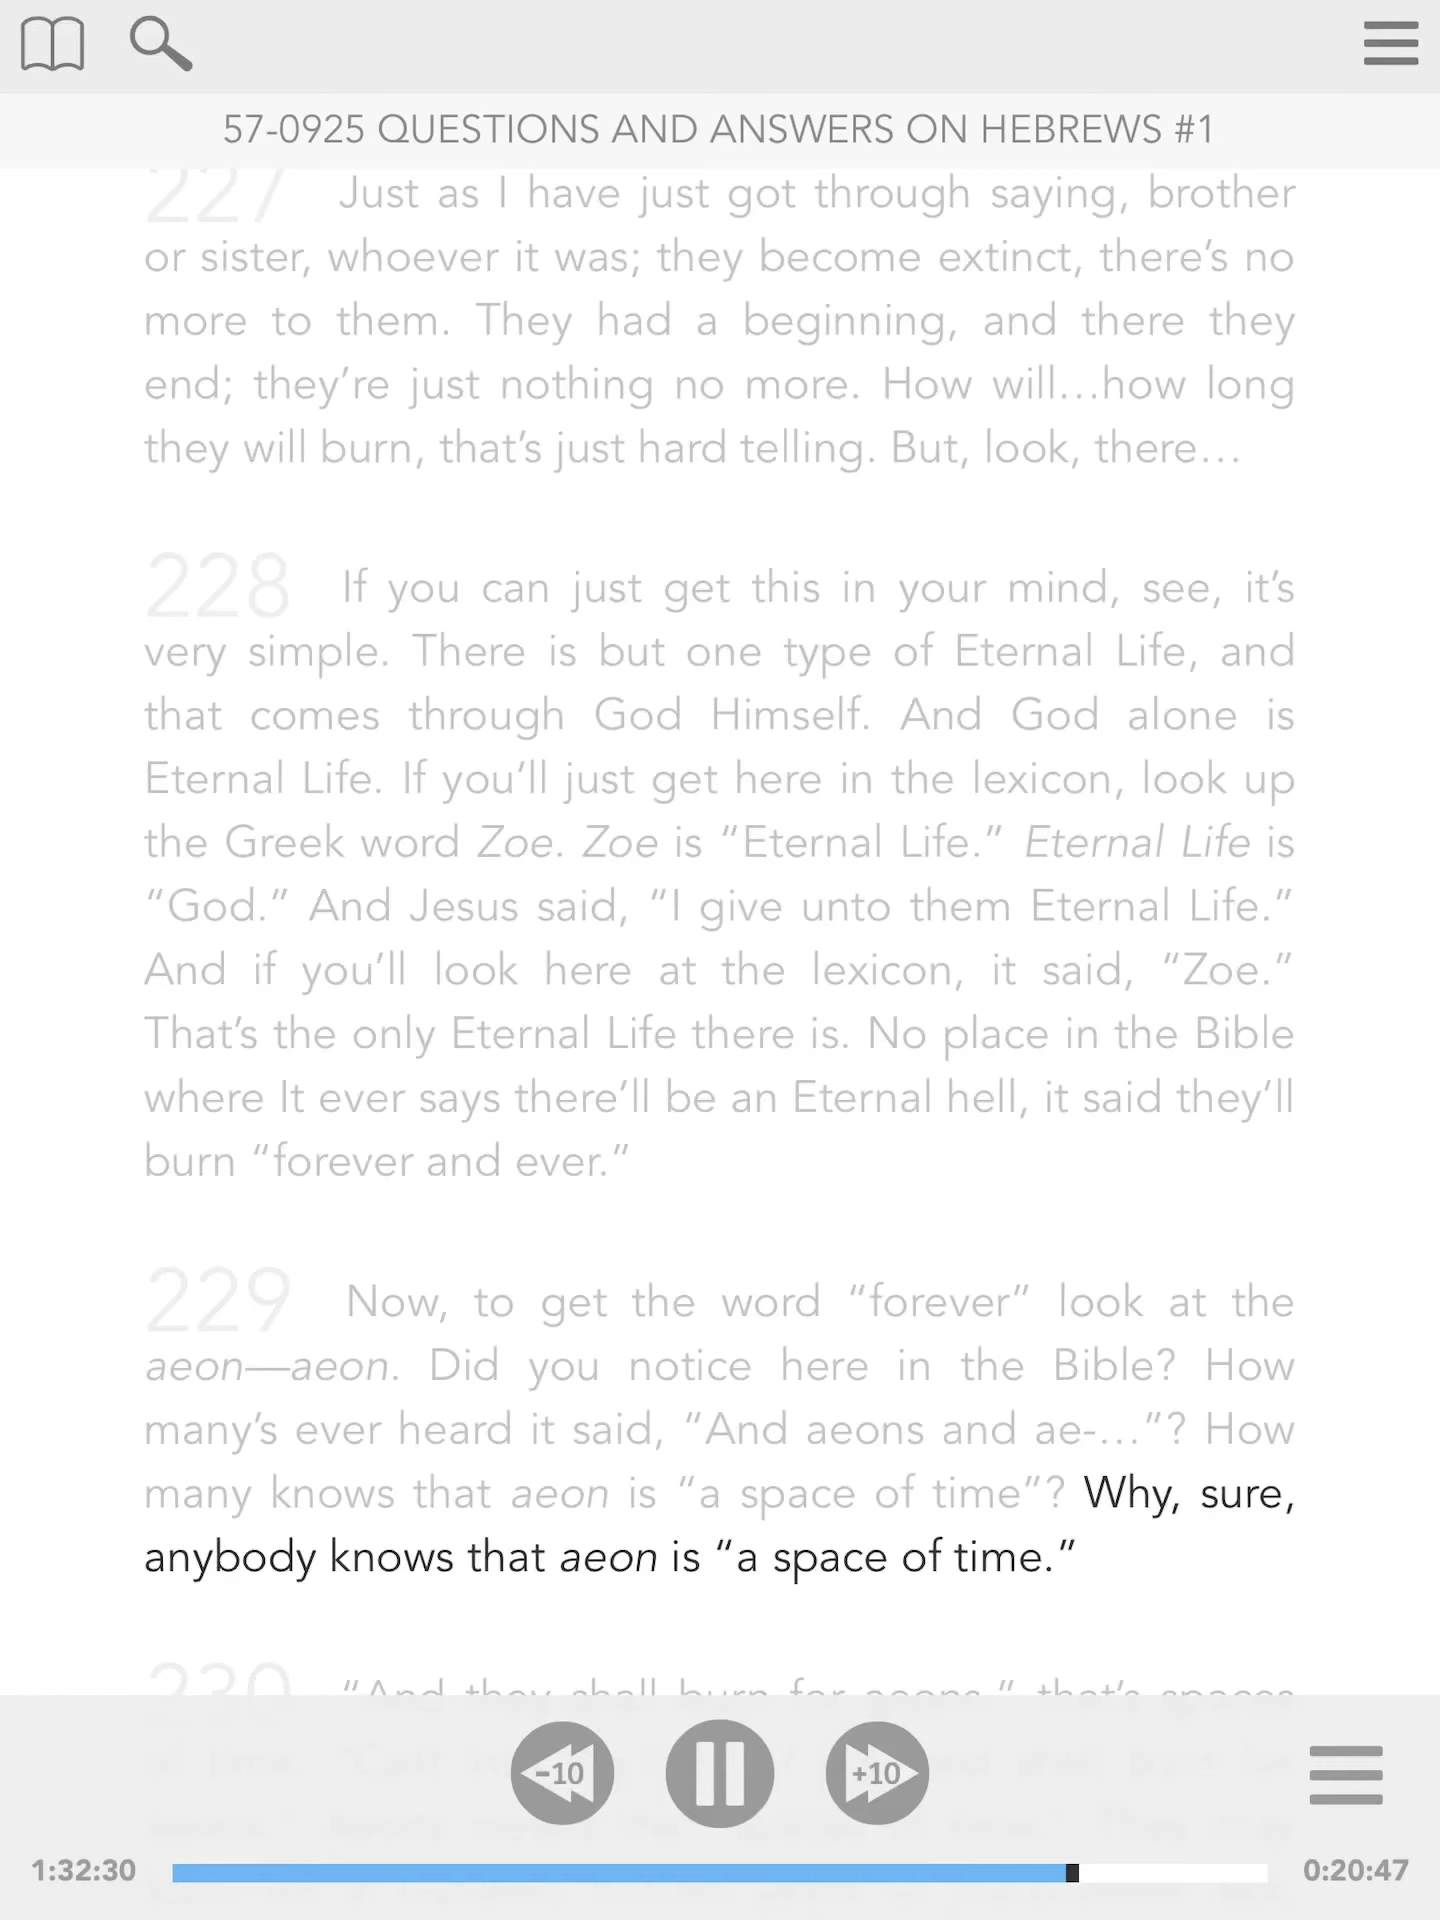 57-0925 QUESTIONS AND ANSWERS ON HEBREWS #1
227 Just as I have just got through saying, brother
or sister, whoever it was; they become extinct, there’s no
more to them. They had a beginning, and there they
end; they’re just nothing no more. How will…how long
they will burn, that’s just hard telling. But, look, there…
228 If you can just get this in your mind, see, it’s
very simple. There is but one type of Eternal Life, and
that comes through God Himself. And God alone is
Eternal Life. If you’ll just get here in the lexicon, look up
the Greek word Zoe. Zoe is “Eternal Life.” Eternal Life is
“God.” And Jesus said, “I give unto them Eternal Life.”
And if you’ll look here at the lexicon, it said, “Zoe.”
That’s the only Eternal Life there is. No place in the Bible
where It ever says there’ll be an Eternal hell, it said they’ll
burn “forever and ever.”
229 Now, to get the word “forever” look at the
aeon—aeon. Did you notice here in the Bible? How
many’s ever heard it said, “And aeons and ae-…”? How
many knows that aeon is “a space of time”? Why, sure,
anybody knows that aeon is “a space of time.”
230 “And they shall burn for aeons,” that’s spaces
-10 +10
1:32:30 0:20:47